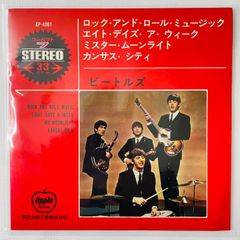 AP-4061
STEREO
33
ロック・アンド・ロール・ミュージック
エイト・デイズ・ア・ウィーク
ミスター・ムーンライト
カンサス・シティ
ビートルズ
ROCK AND ROLL MUSIC
EIGHT DAYS A WEEK
MR. MOONLIGHT
KANSAS CITY
Apple